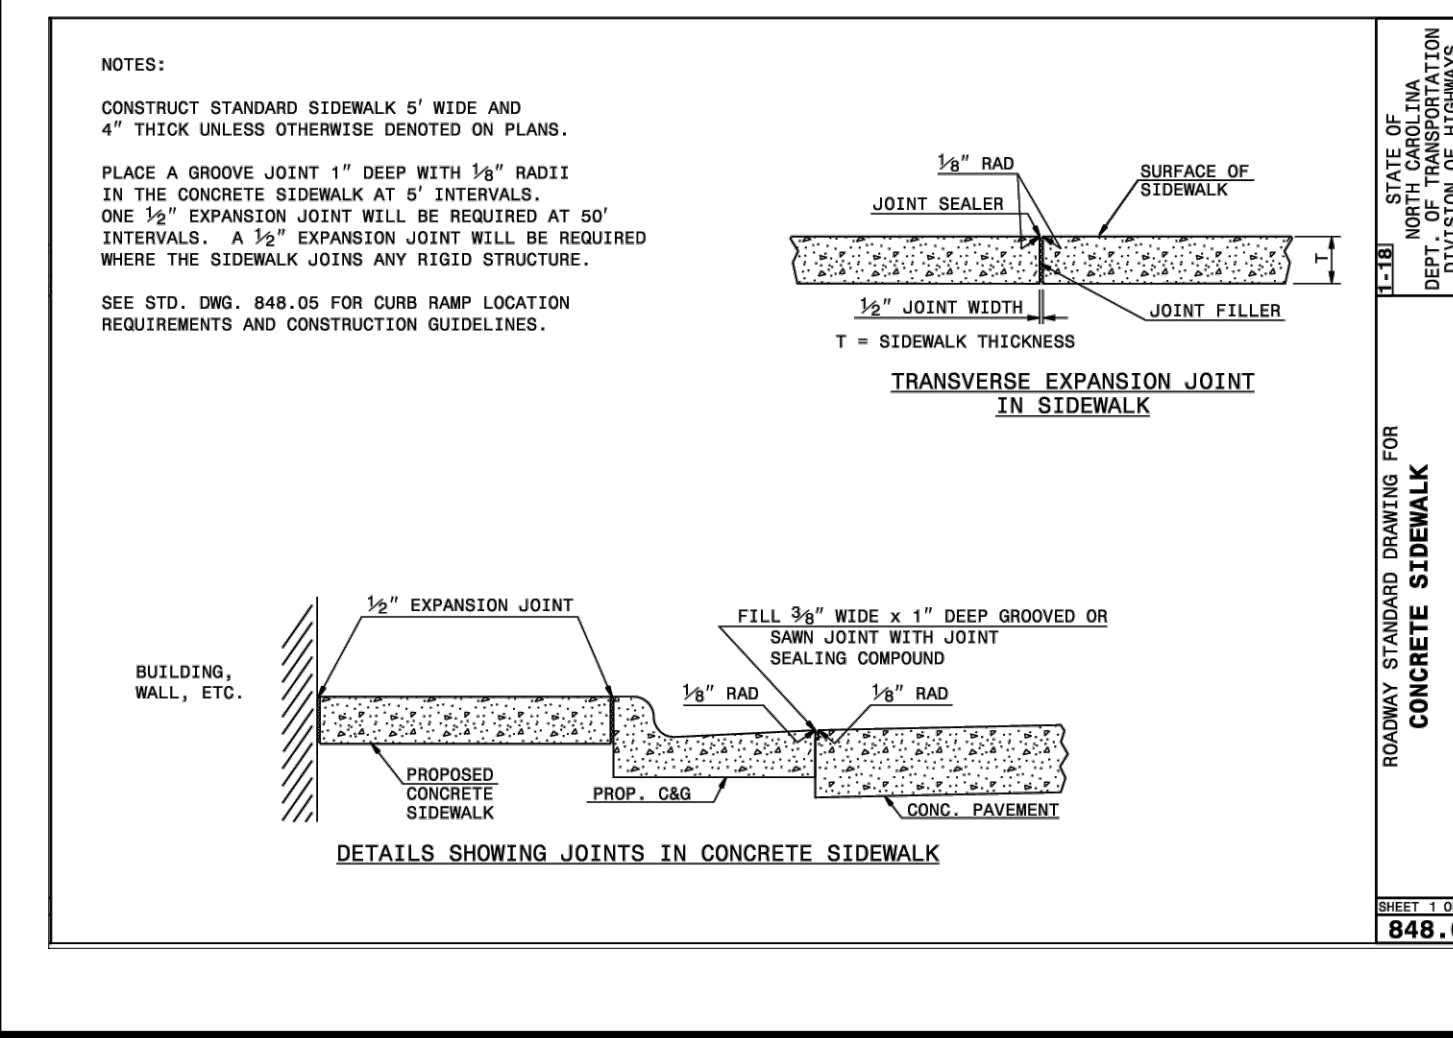 NOTES:
CONSTRUCT STANDARD SIDEWALK 5' WIDE AND
4" THICK UNLESS OTHERWISE DENOTED ON PLANS.
PLACE A GROOVE JOINT 1" DEEP WITH 1/8" RADII
IN THE CONCRETE SIDEWALK AT 5' INTERVALS.
ONE 1/2" EXPANSION JOINT WILL BE REQUIRED AT 50'
INTERVALS. A 1/2" EXPANSION JOINT WILL BE REQUIRED
WHERE THE SIDEWALK JOINS ANY RIGID STRUCTURE.
SEE STD. DWG. 848.05 FOR CURB RAMP LOCATION
REQUIREMENTS AND CONSTRUCTION GUIDELINES.
1/8" RAD
SURFACE OF
SIDEWALK
JOINT SEALER
T
1/2" JOINT WIDTH
JOINT FILLER
T = SIDEWALK THICKNESS
TRANSVERSE EXPANSION JOINT
IN SIDEWALK
1/2" EXPANSION JOINT
FILL 3/8" WIDE x 1" DEEP GROOVED OR
SAWN JOINT WITH JOINT
SEALING COMPOUND
BUILDING,
WALL, ETC.
1/8" RAD
1/8" RAD
PROPOSED
CONCRETE
SIDEWALK
PROP. C&G
CONC. PAVEMENT
DETAILS SHOWING JOINTS IN CONCRETE SIDEWALK
1-18
STATE OF
NORTH CAROLINA
DEPT. OF TRANSPORTATION
DIVISION OF HIGHWAYS
ROADWAY STANDARD DRAWING FOR
CONCRETE SIDEWALK
SHEET 1
848.